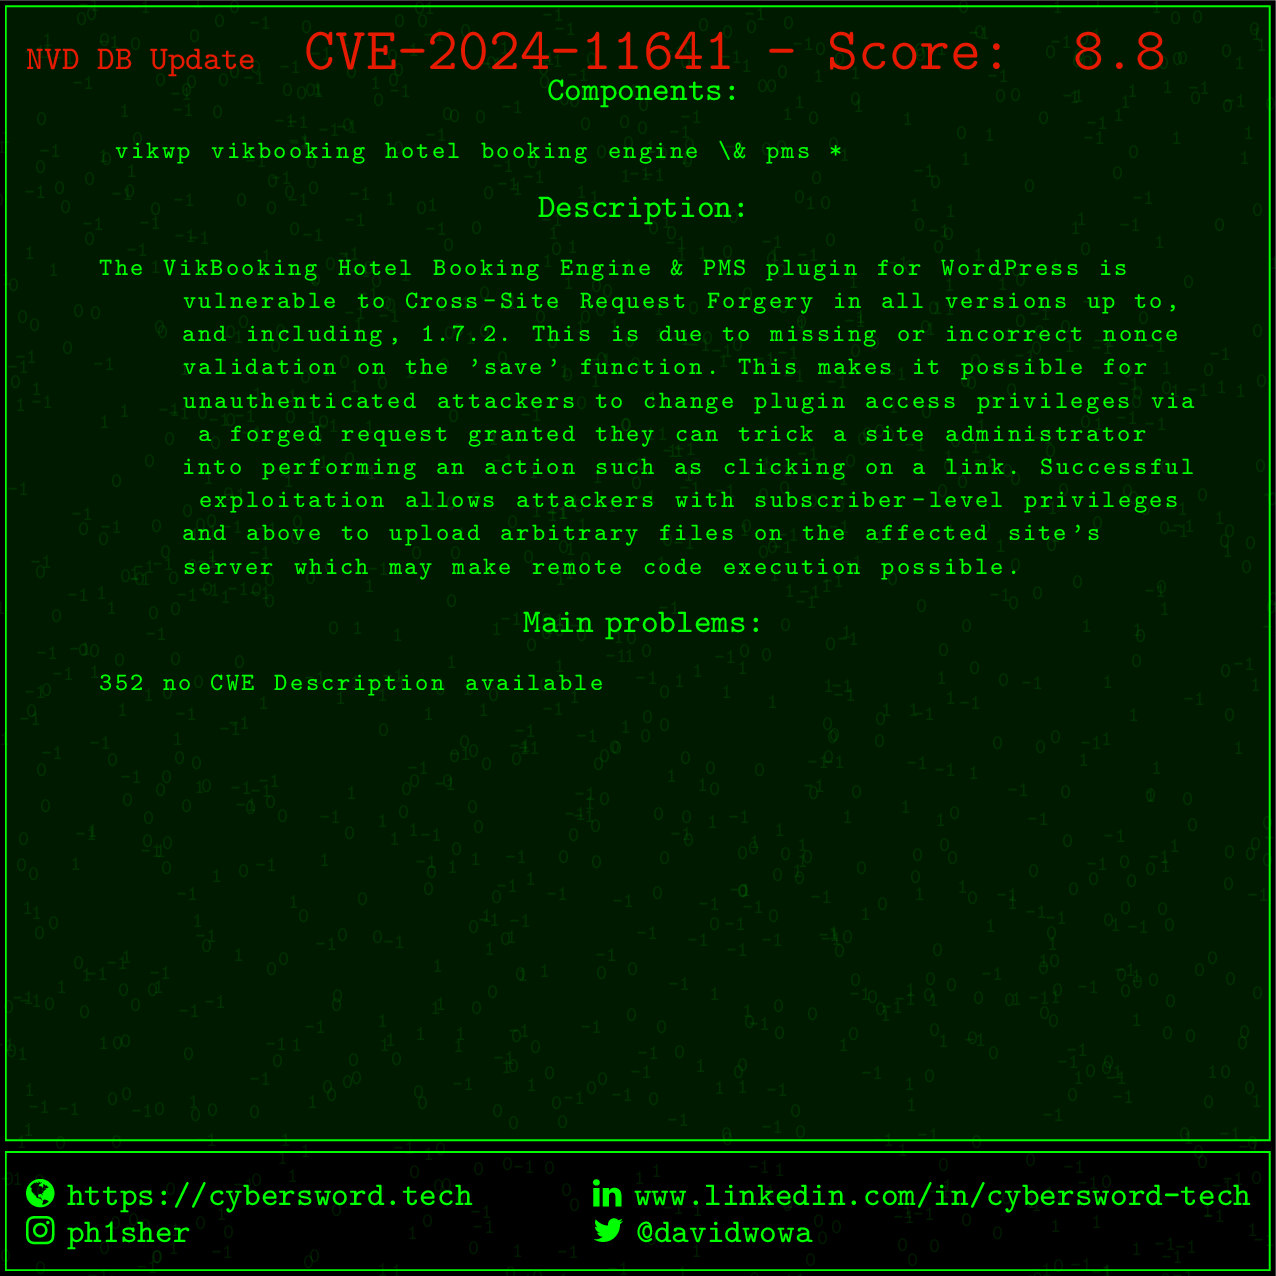 NVD DB Update CVE-2024-11641 - Score: 8.8
Components:
vikwp vikbooking hotel booking engine \& pms *
Description:
The VikBooking Hotel Booking Engine & PMS plugin for WordPress is
vulnerable to Cross-Site Request Forgery in all versions up to,
and including, 1.7.2. This is due to missing or incorrect nonce
validation on the 'save' function. This makes it possible for
unauthenticated attackers to change plugin access privileges via
a forged request granted they can trick a site administrator
into performing an action such as clicking on a link. Successful
exploitation allows attackers with subscriber-level privileges
and above to upload arbitrary files on the affected site's
server which may make remote code execution possible.
Main problems:
352 no CWE Description available
https://cybersword.tech
www.linkedin.com/in/cybersword-tech
ph1sher
@davidwowa